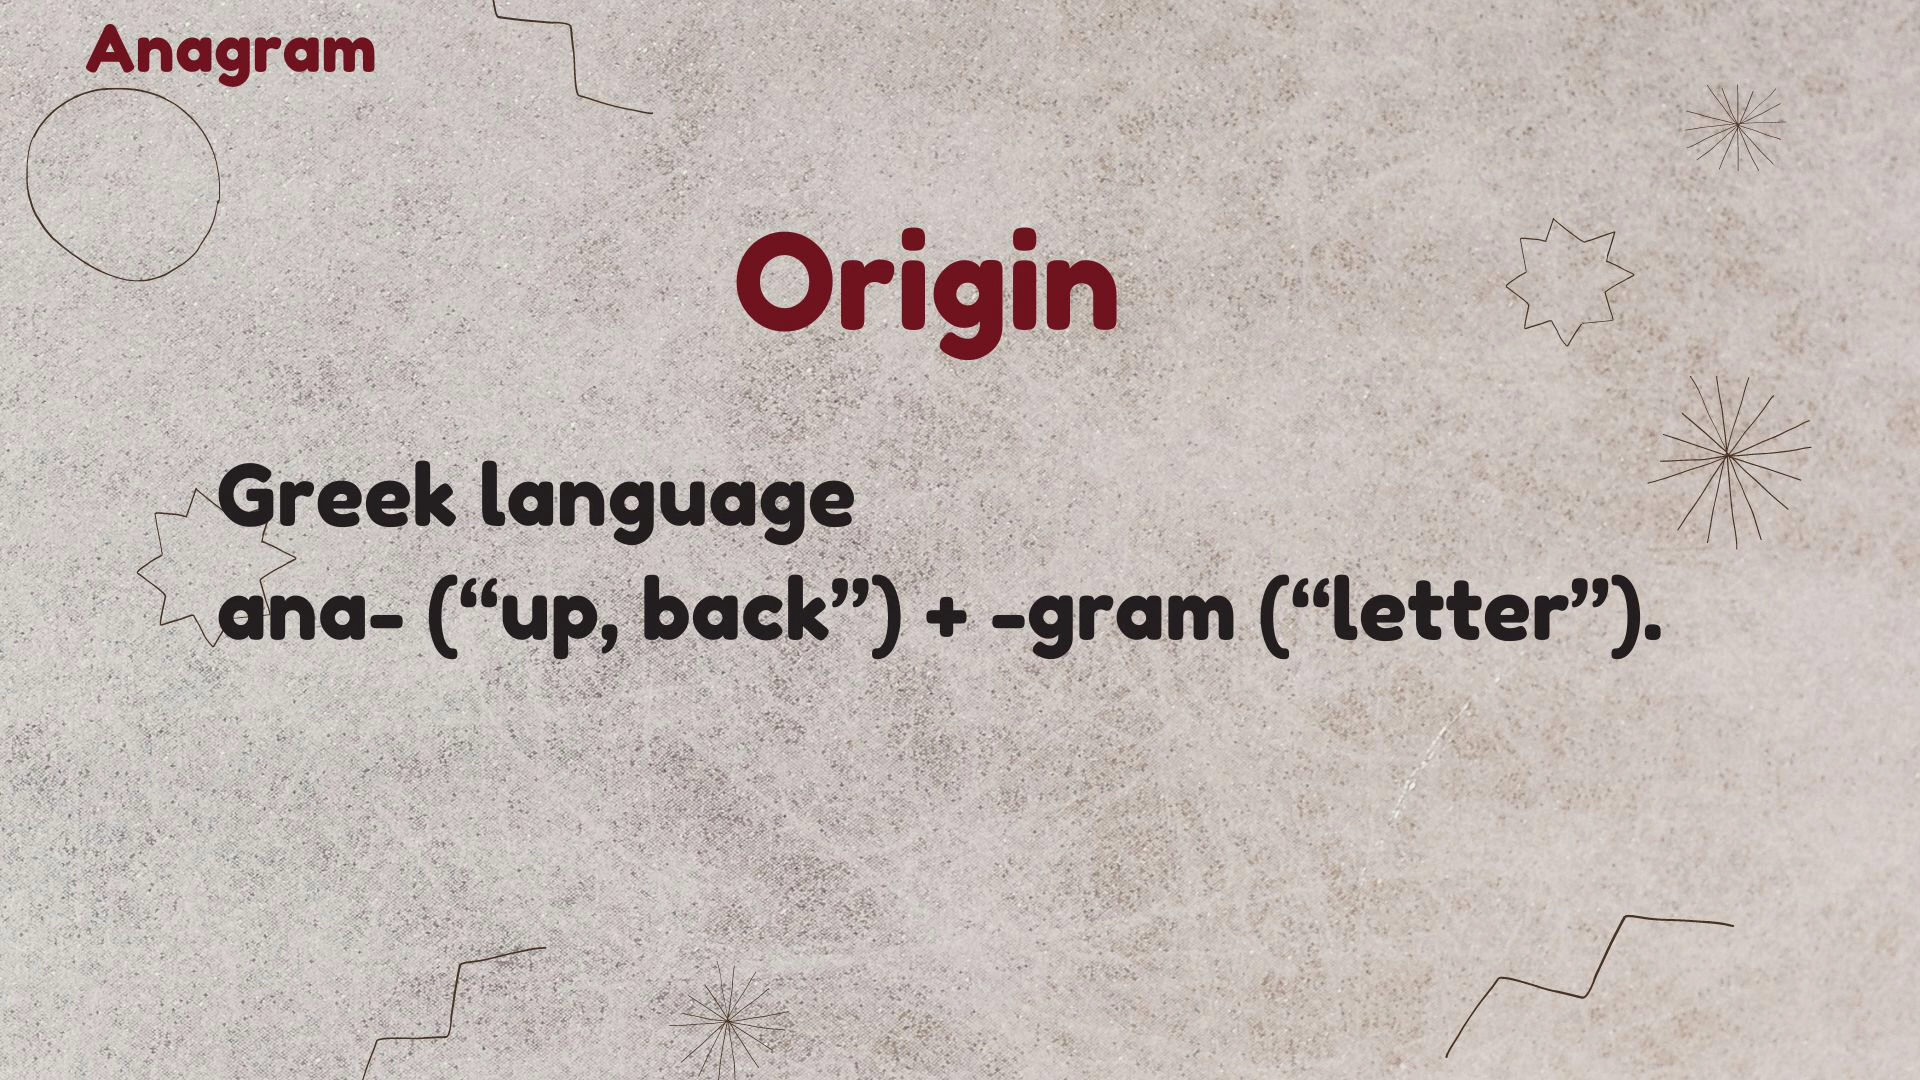 Anagram
Origin
Greek language
ana- (“up, back”) + -gram (“letter”).